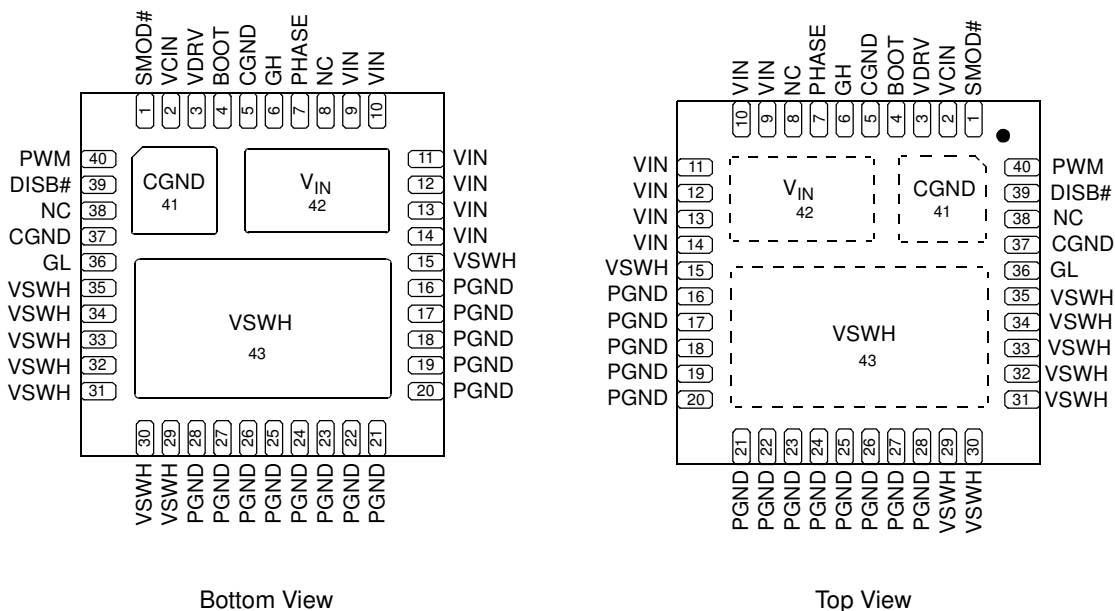 SMOD#
VCIN
VDRV
BOOT
CGND
GH
PHASE
NC
VIN
VIN
1
2
3
4
5
6
7
8
9
10
PWM 40
DISB# 39
NC 38
CGND 37
GL 36
VSWH 35
VSWH 34
VSWH 33
VSWH 32
VSWH 31
CGND
41
VIN
42
VSWH
43
11 VIN
12 VIN
13 VIN
14 VIN
15 VSWH
16 PGND
17 PGND
18 PGND
19 PGND
20 PGND
30
29
28
27
26
25
24
23
22
21
VSWH
VSWH
PGND
PGND
PGND
PGND
PGND
PGND
PGND
PGND
Bottom View
VIN
VIN
NC
PHASE
GH
CGND
BOOT
VDRV
VCIN
SMOD#
10
9
8
7
6
5
4
3
2
1
VIN 11
VIN 12
VIN 13
VIN 14
VSWH 15
PGND 16
PGND 17
PGND 18
PGND 19
PGND 20
VIN
42
CGND
41
VSWH
43
40 PWM
39 DISB#
38 NC
37 CGND
36 GL
35 VSWH
34 VSWH
33 VSWH
32 VSWH
31 VSWH
21
22
23
24
25
26
27
28
29
30
PGND
PGND
PGND
PGND
PGND
PGND
PGND
PGND
VSWH
VSWH
Top View